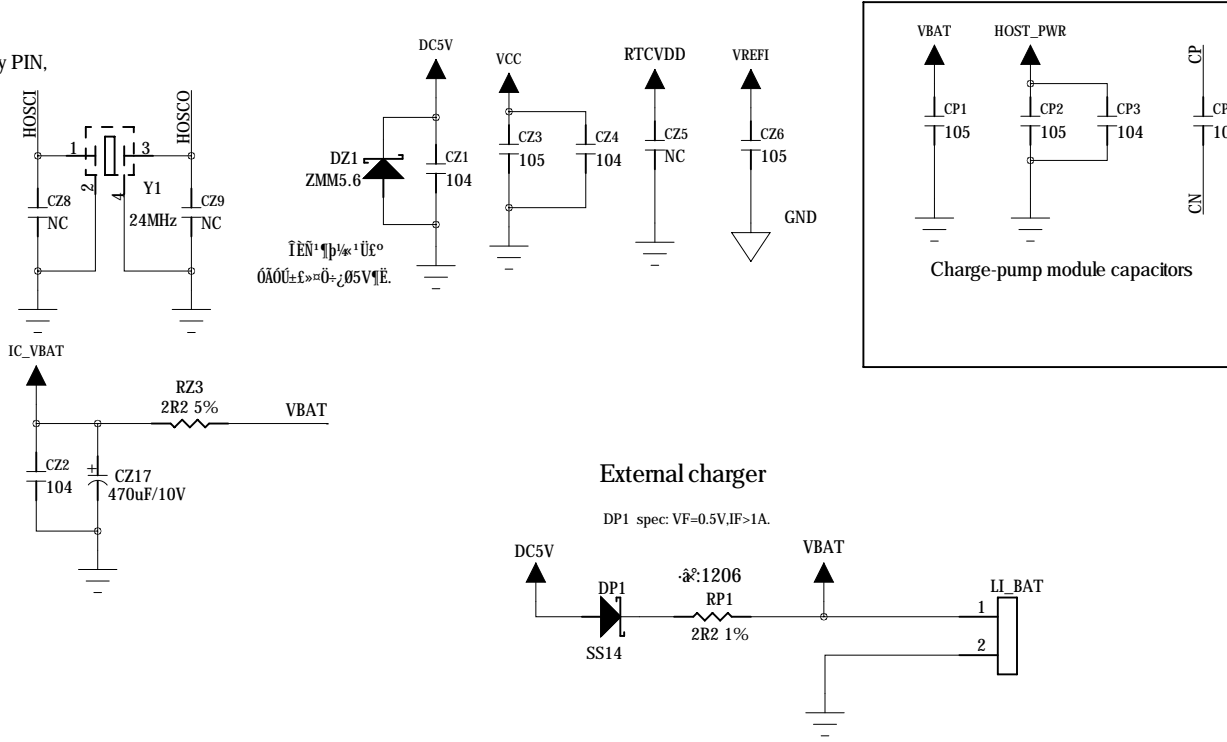 y PIN,
HOSCI
HOSCO
1
3
2
4
Y1
24MHz
CZ8
NC
CZ9
NC
DC5V
DZ1
ZMM5.6
CZ1
104
VCC
CZ3
105
CZ4
104
RTCVDD
CZ5
NC
VREFI
CZ6
105
GND
VBAT
CP1
105
HOST_PWR
CP2
105
CP3
104
CP
CP
10
CN
Charge-pump module capacitors
IC_VBAT
RZ3
2R2 5%
VBAT
CZ2
104
+
CZ17
470uF/10V
External charger
DP1 spec: VF=0.5V,IF>1A.
DC5V
DP1
SS14
:1206
RP1
2R2 1%
VBAT
LI_BAT
1
2